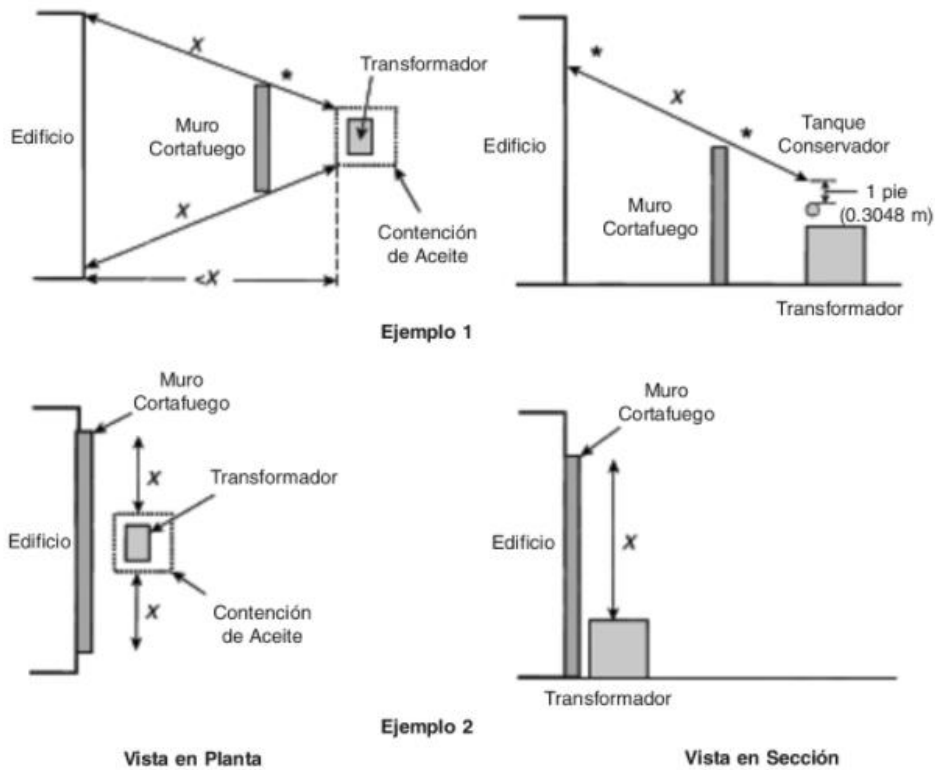 X
*
Transformador
Edificio
Muro
Cortafuego
X
Contención
de Aceite
<X
*
X
*
Edificio
Tanque
Conservador
1 pie
(0.3048 m)
Muro
Cortafuego
Transformador
Ejemplo 1
Muro
Cortafuego
X
Transformador
Edificio
X
Contención
de Aceite
Muro
Cortafuego
Edificio
X
Transformador
Ejemplo 2
Vista en Planta
Vista en Sección